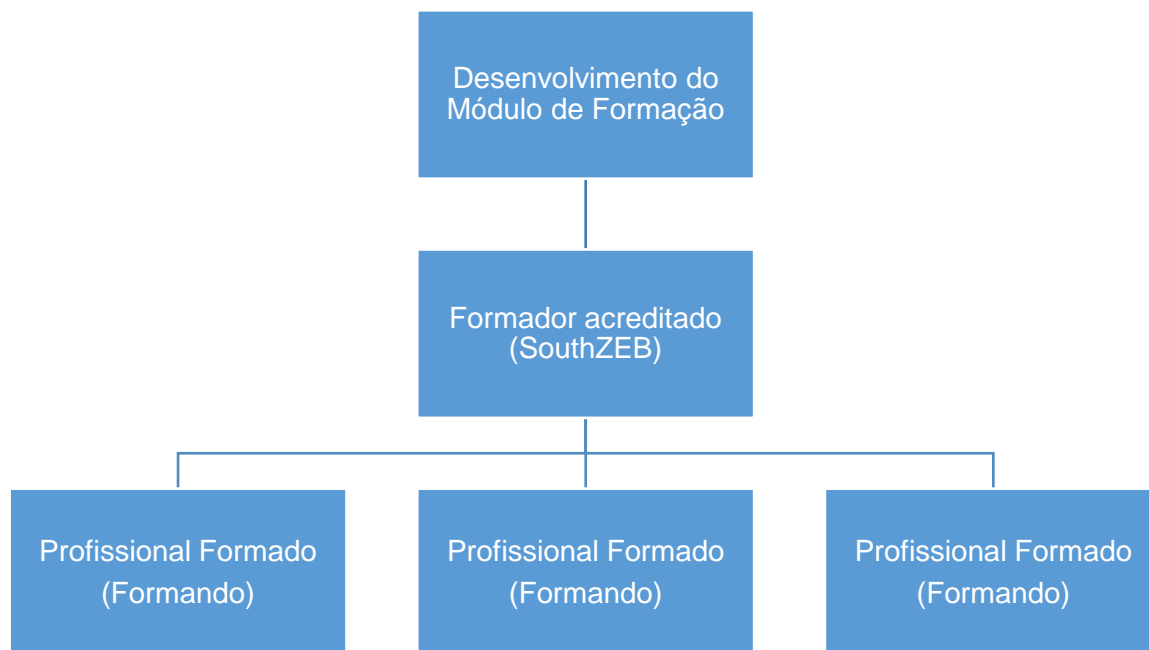 Desenvolvimento do
Módulo de Formação
Formador acreditado
(SouthZEB)
Profissional Formado
(Formando)
Profissional Formado
(Formando)
Profissional Formado
(Formando)